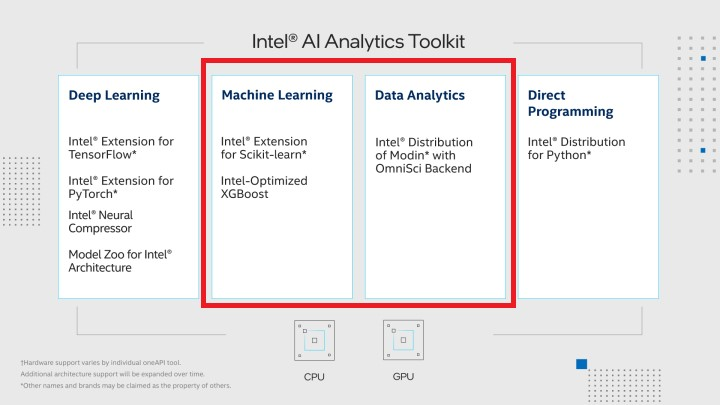 Intel® AI Analytics Toolkit
Deep Learning
Intel® Extension for
TensorFlow*
Intel® Extension for
PyTorch*
Intel® Neural
Compressor
Model Zoo for Intel®
Architecture
Machine Learning
Intel® Extension
for Scikit-learn*
Intel-Optimized
XGBoost
Data Analytics
Intel® Distribution
of Modin* with
OmniSci Backend
Direct
Programming
Intel® Distribution
for Python*
CPU
GPU
†Hardware support varies by individual oneAPI tool.
Additional architecture support will be expanded over time.
*Other names and brands may be claimed as the property of others.